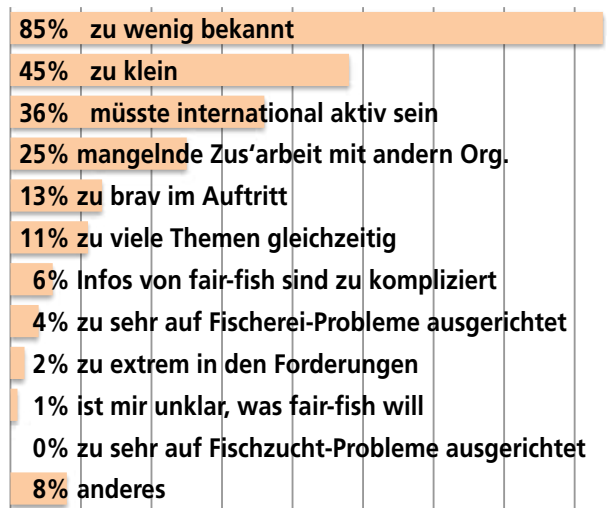 85% zu wenig bekannt
45% zu klein
36% müsste international aktiv sein
25% mangelnde Zus‘arbeit mit andern Org.
13% zu brav im Auftritt
11% zu viele Themen gleichzeitig
6% Infos von fair-fish sind zu kompliziert
4% zu sehr auf Fischerei-Probleme ausgerichtet
2% zu extrem in den Forderungen
1% ist mir unklar, was fair-fish will
0% zu sehr auf Fischzucht-Probleme ausgerichtet
8% anderes